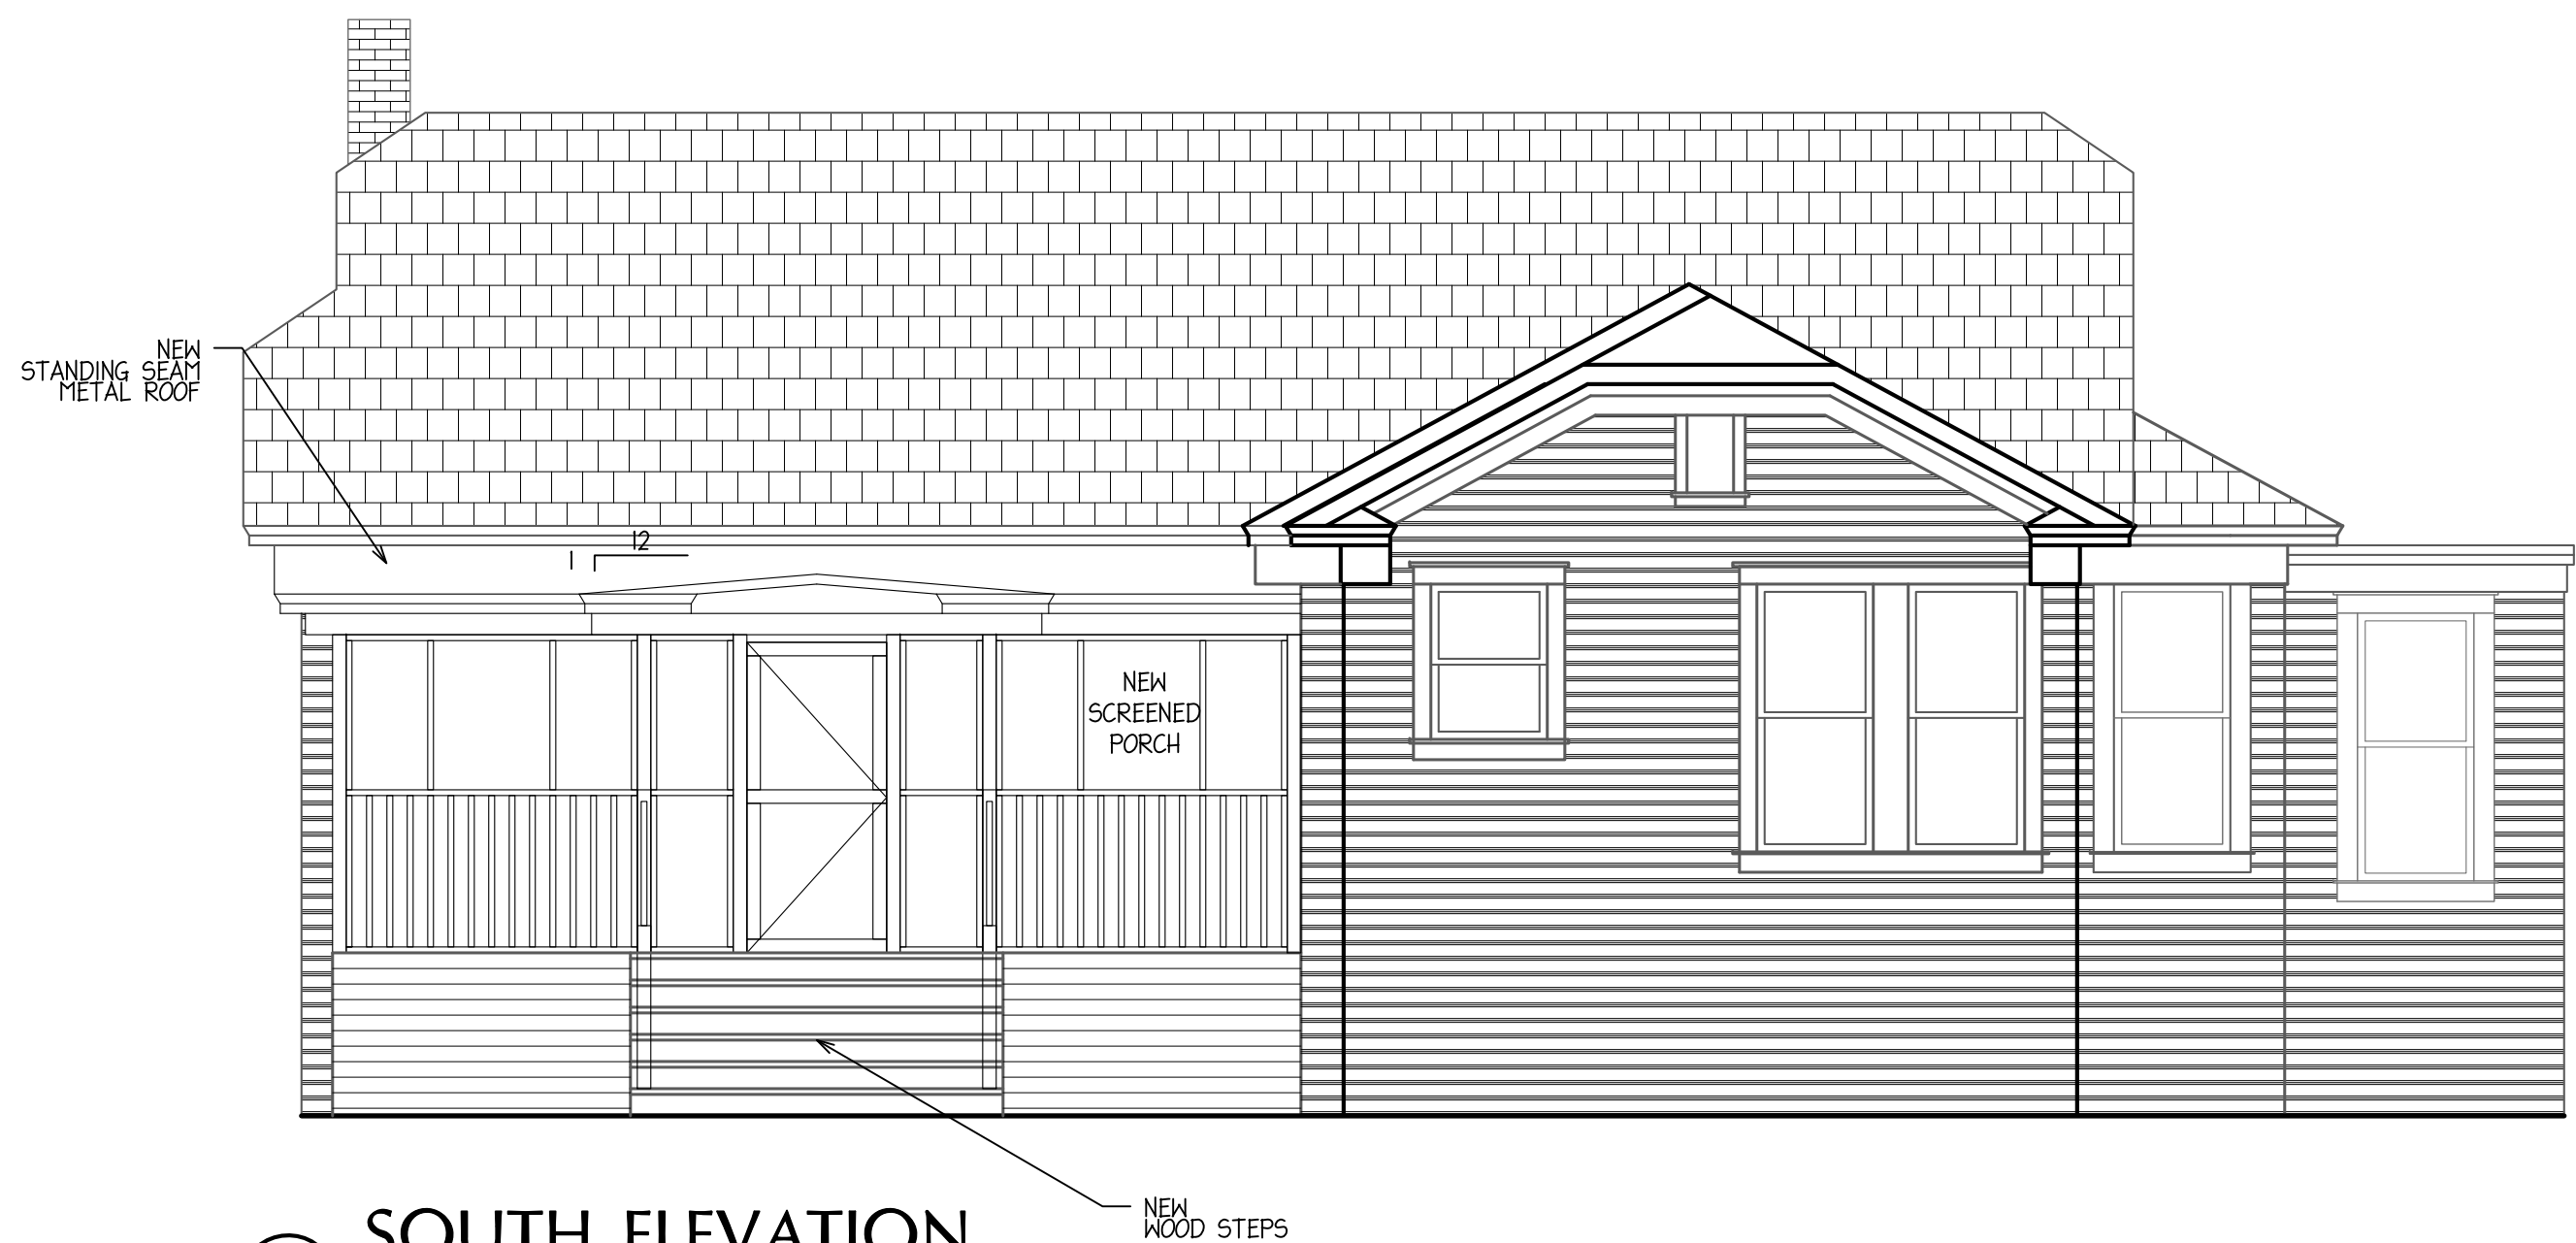 NEW
STANDING SEAM
METAL ROOF
12
1
NEW
SCREENED
PORCH
SOUTH ELEVATION
NEW
WOOD STEPS